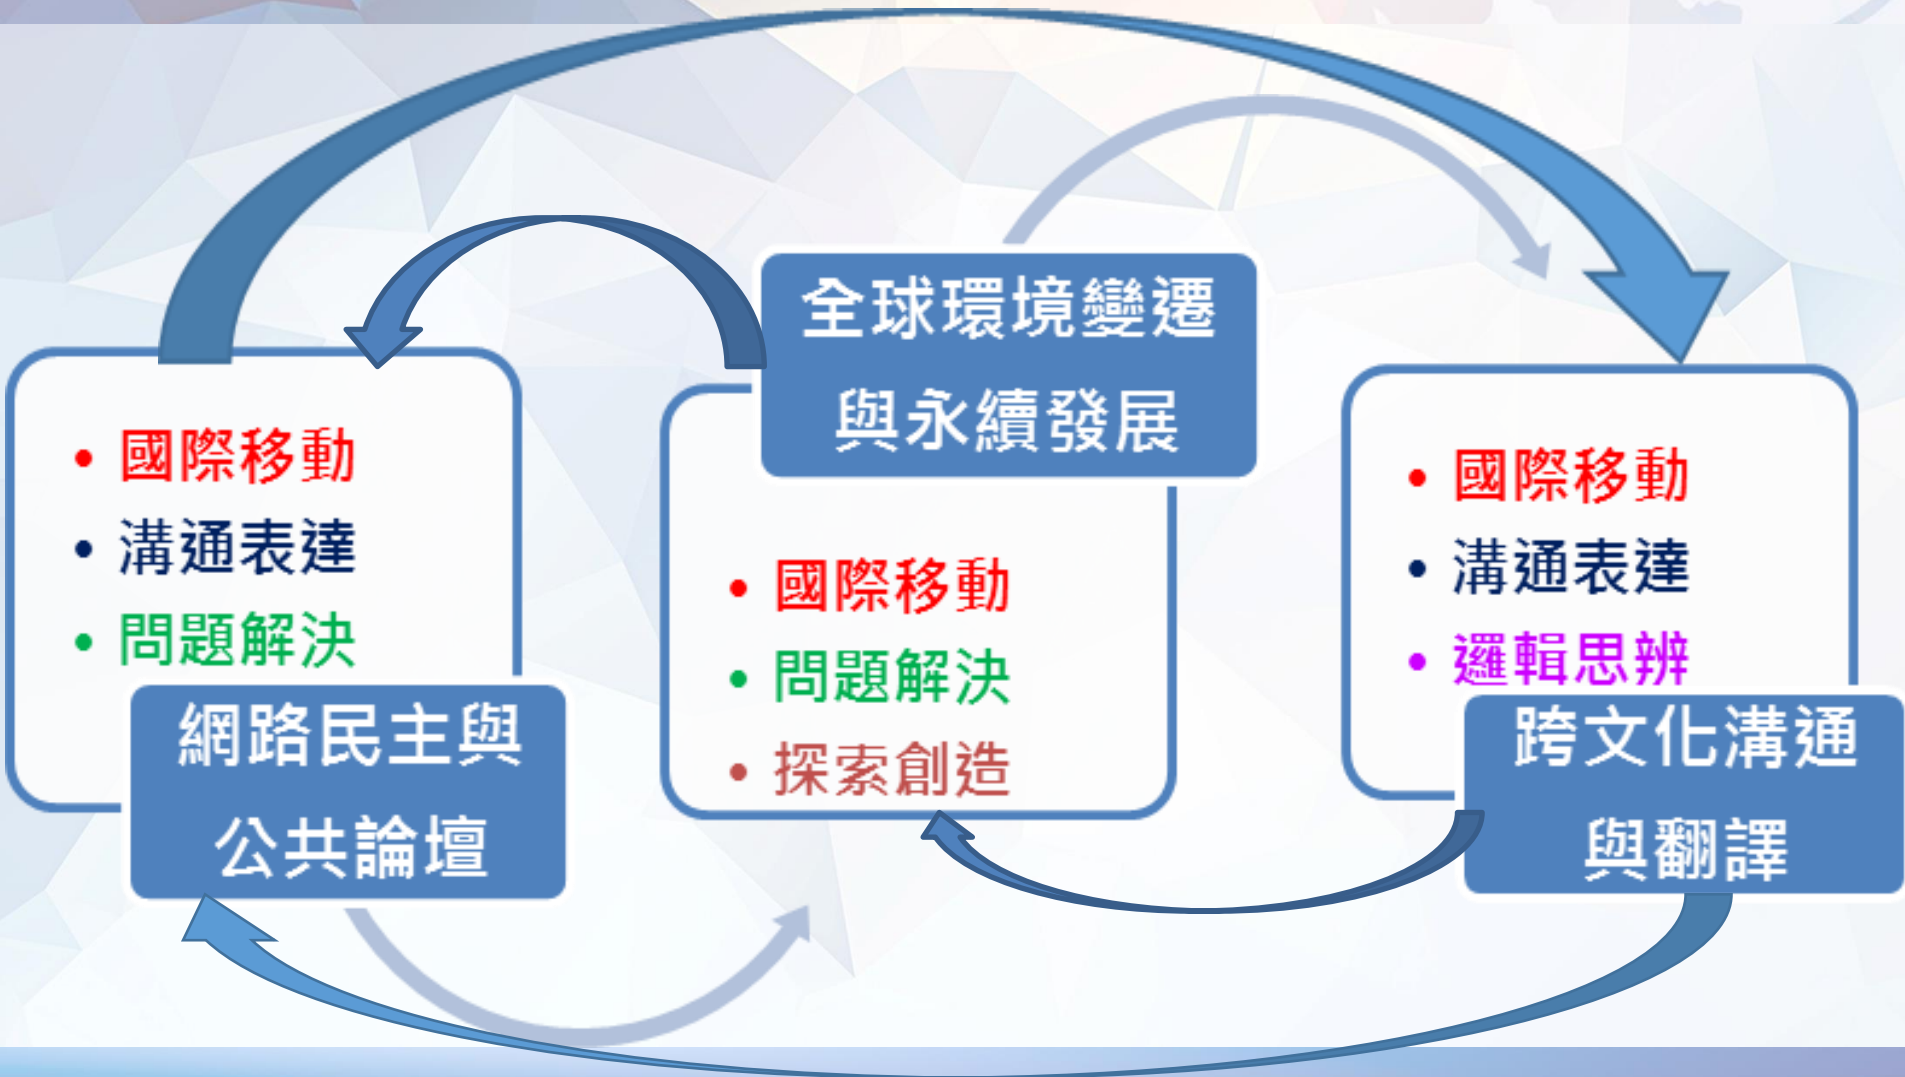 • 國際移動
• 溝通表達
• 問題解決
網路民主與
公共論壇
全球環境變遷
與永續發展
• 國際移動
• 問題解決
• 探索創造
• 國際移動
• 溝通表達
• 邏輯思辨
跨文化溝通
與翻譯